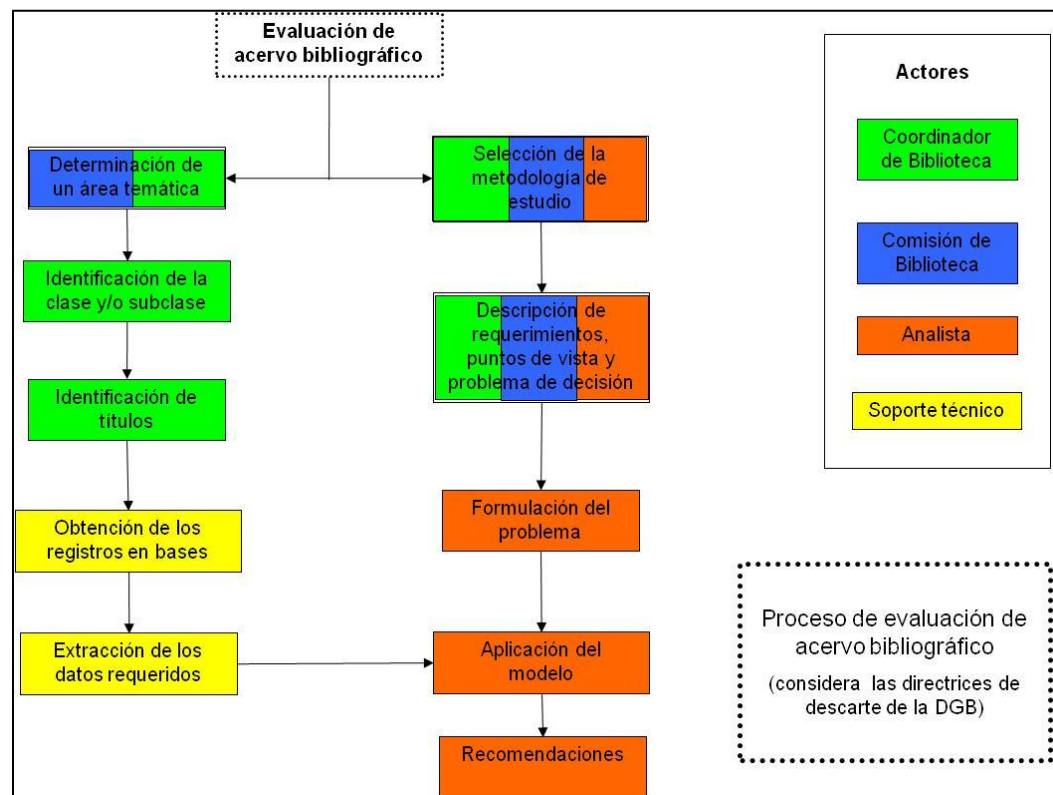 Evaluación de
acervo bibliográfico
Determinación de
un área temática
Identificación de la
clase y/o subclase
Identificación de
títulos
Obtención de los
registros en bases
Extracción de los
datos requeridos
Selección de la
metodología de
estudio
Descripción de
requerimientos,
puntos de vista y
problema de decisión
Formulación del
problema
Aplicación del
modelo
Recomendaciones
Actores
Coordinador
de Biblioteca
Comisión de
Biblioteca
Analista
Soporte técnico
Proceso de evaluación de
acervo bibliográfico
(considera las directrices de
descarte de la DGB)